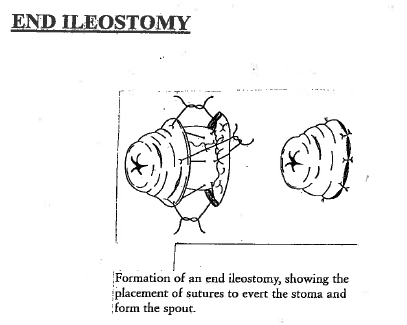 END ILEOSTOMY
Formation of an end ileostomy, showing the
placement of sutures to evert the stoma and
form the spout.